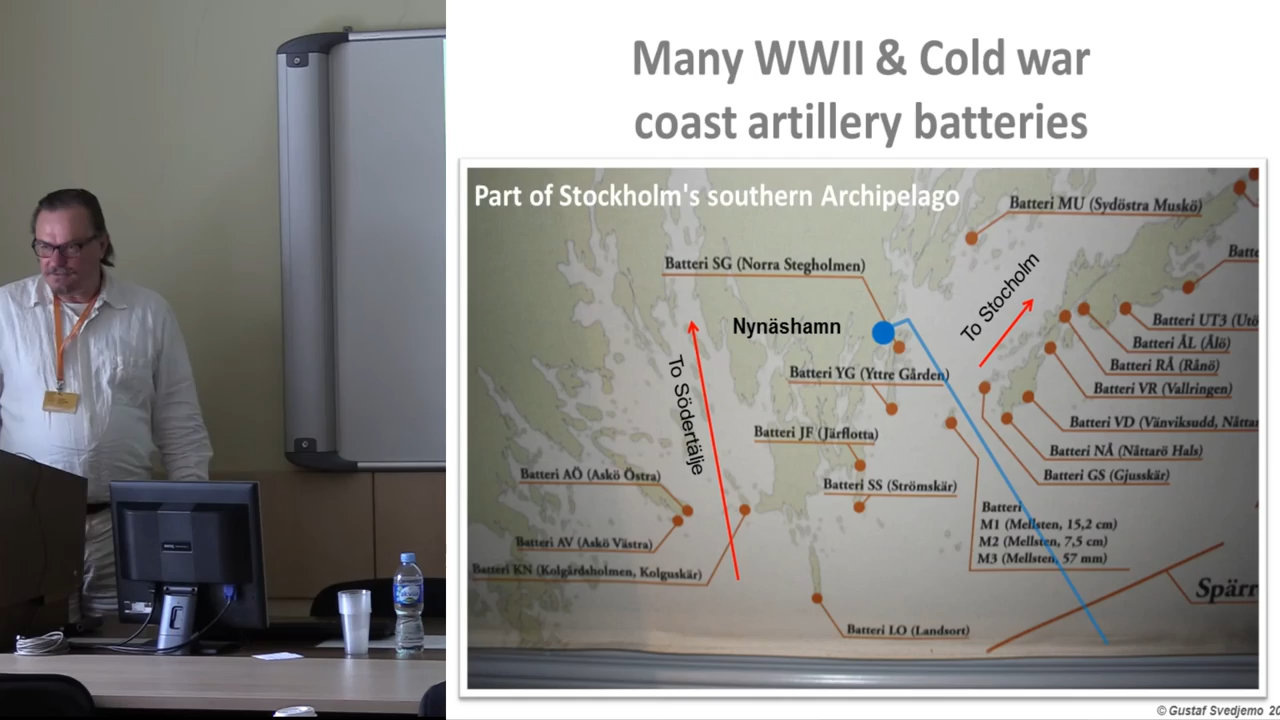 Many WWII & Cold war
coast artillery batteries
Part of Stockholm's southern Archipelago
Batteri MU (Sydöstra Muskö)
Batteri SG (Norra Stegholmen)
To Stocholm
Nynäshamn
Batteri UT3 (Utö
Batteri ÅL (Ålö)
Batteri RÅ (Rånö)
Batteri YG (Yttre Gården)
Batteri VR (Vallringen)
To Södertälje
Batteri VD (Vänviksudd, Nåttar
Batteri JF (Järflotta)
Batteri NÅ (Nåttarö Hals)
Batteri AÖ (Askö Östra)
Batteri GS (Gjusskär)
Batteri SS (Strömskär)
Batteri
M1 (Mellsten, 15,2 cm)
M2 (Mellsten, 7,5 cm)
M3 (Mellsten, 57 mm)
Batteri AV (Askö Västra)
Batteri KN (Kolgårdsholmen, Kolguskär)
Spärr
Batteri LO (Landsort)
© Gustaf Svedjemo 20